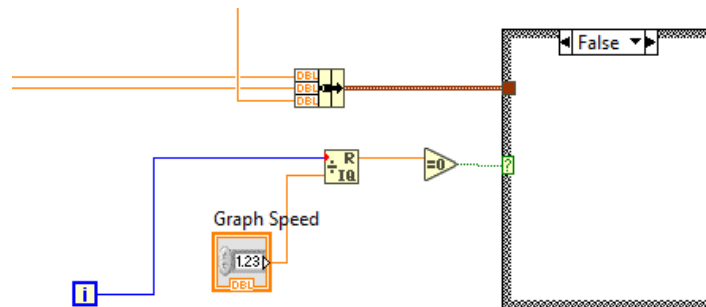 False
DBL
DBL
DBL
R
IQ
=0
?
Graph Speed
1.23
DBL
i